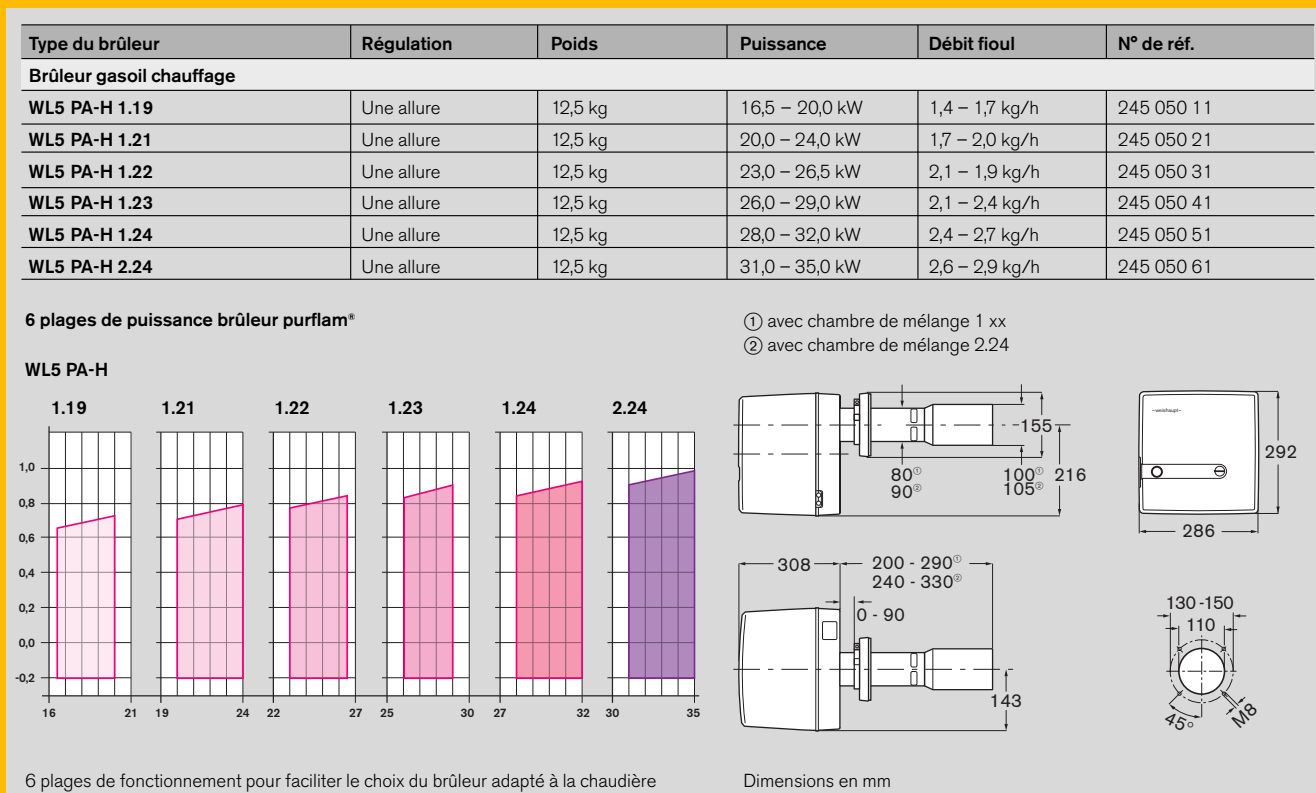 Type du brûleur Régulation Poids Puissance Débit fioul N° de réf.
Brûleur gasoil chauffage
WL5 PA-H 1.19 Une allure 12,5 kg 16,5 – 20,0 kW 1,4 – 1,7 kg/h 245 050 11
WL5 PA-H 1.21 Une allure 12,5 kg 20,0 – 24,0 kW 1,7 – 2,0 kg/h 245 050 21
WL5 PA-H 1.22 Une allure 12,5 kg 23,0 – 26,5 kW 2,1 – 1,9 kg/h 245 050 31
WL5 PA-H 1.23 Une allure 12,5 kg 26,0 – 29,0 kW 2,1 – 2,4 kg/h 245 050 41
WL5 PA-H 1.24 Une allure 12,5 kg 28,0 – 32,0 kW 2,4 – 2,7 kg/h 245 050 51
WL5 PA-H 2.24 Une allure 12,5 kg 31,0 – 35,0 kW 2,6 – 2,9 kg/h 245 050 61
6 plages de puissance brûleur purflam®
WL5 PA-H
1.19 1.21 1.22 1.23 1.24 2.24
1,0
0,8
0,6
0,4
0,2
0,0
-0,2
16 21 19 24 22 27 25 30 27 32 30 35
6 plages de fonctionnement pour faciliter le choix du brûleur adapté à la chaudière
① avec chambre de mélange 1 xx
② avec chambre de mélange 2.24
155
80① 100① 216
90② 105②
-weishaupt-
292
286
308 200 - 290①
240 - 330②
0 - 90
143
130 -150
110
45°
M8
Dimensions en mm